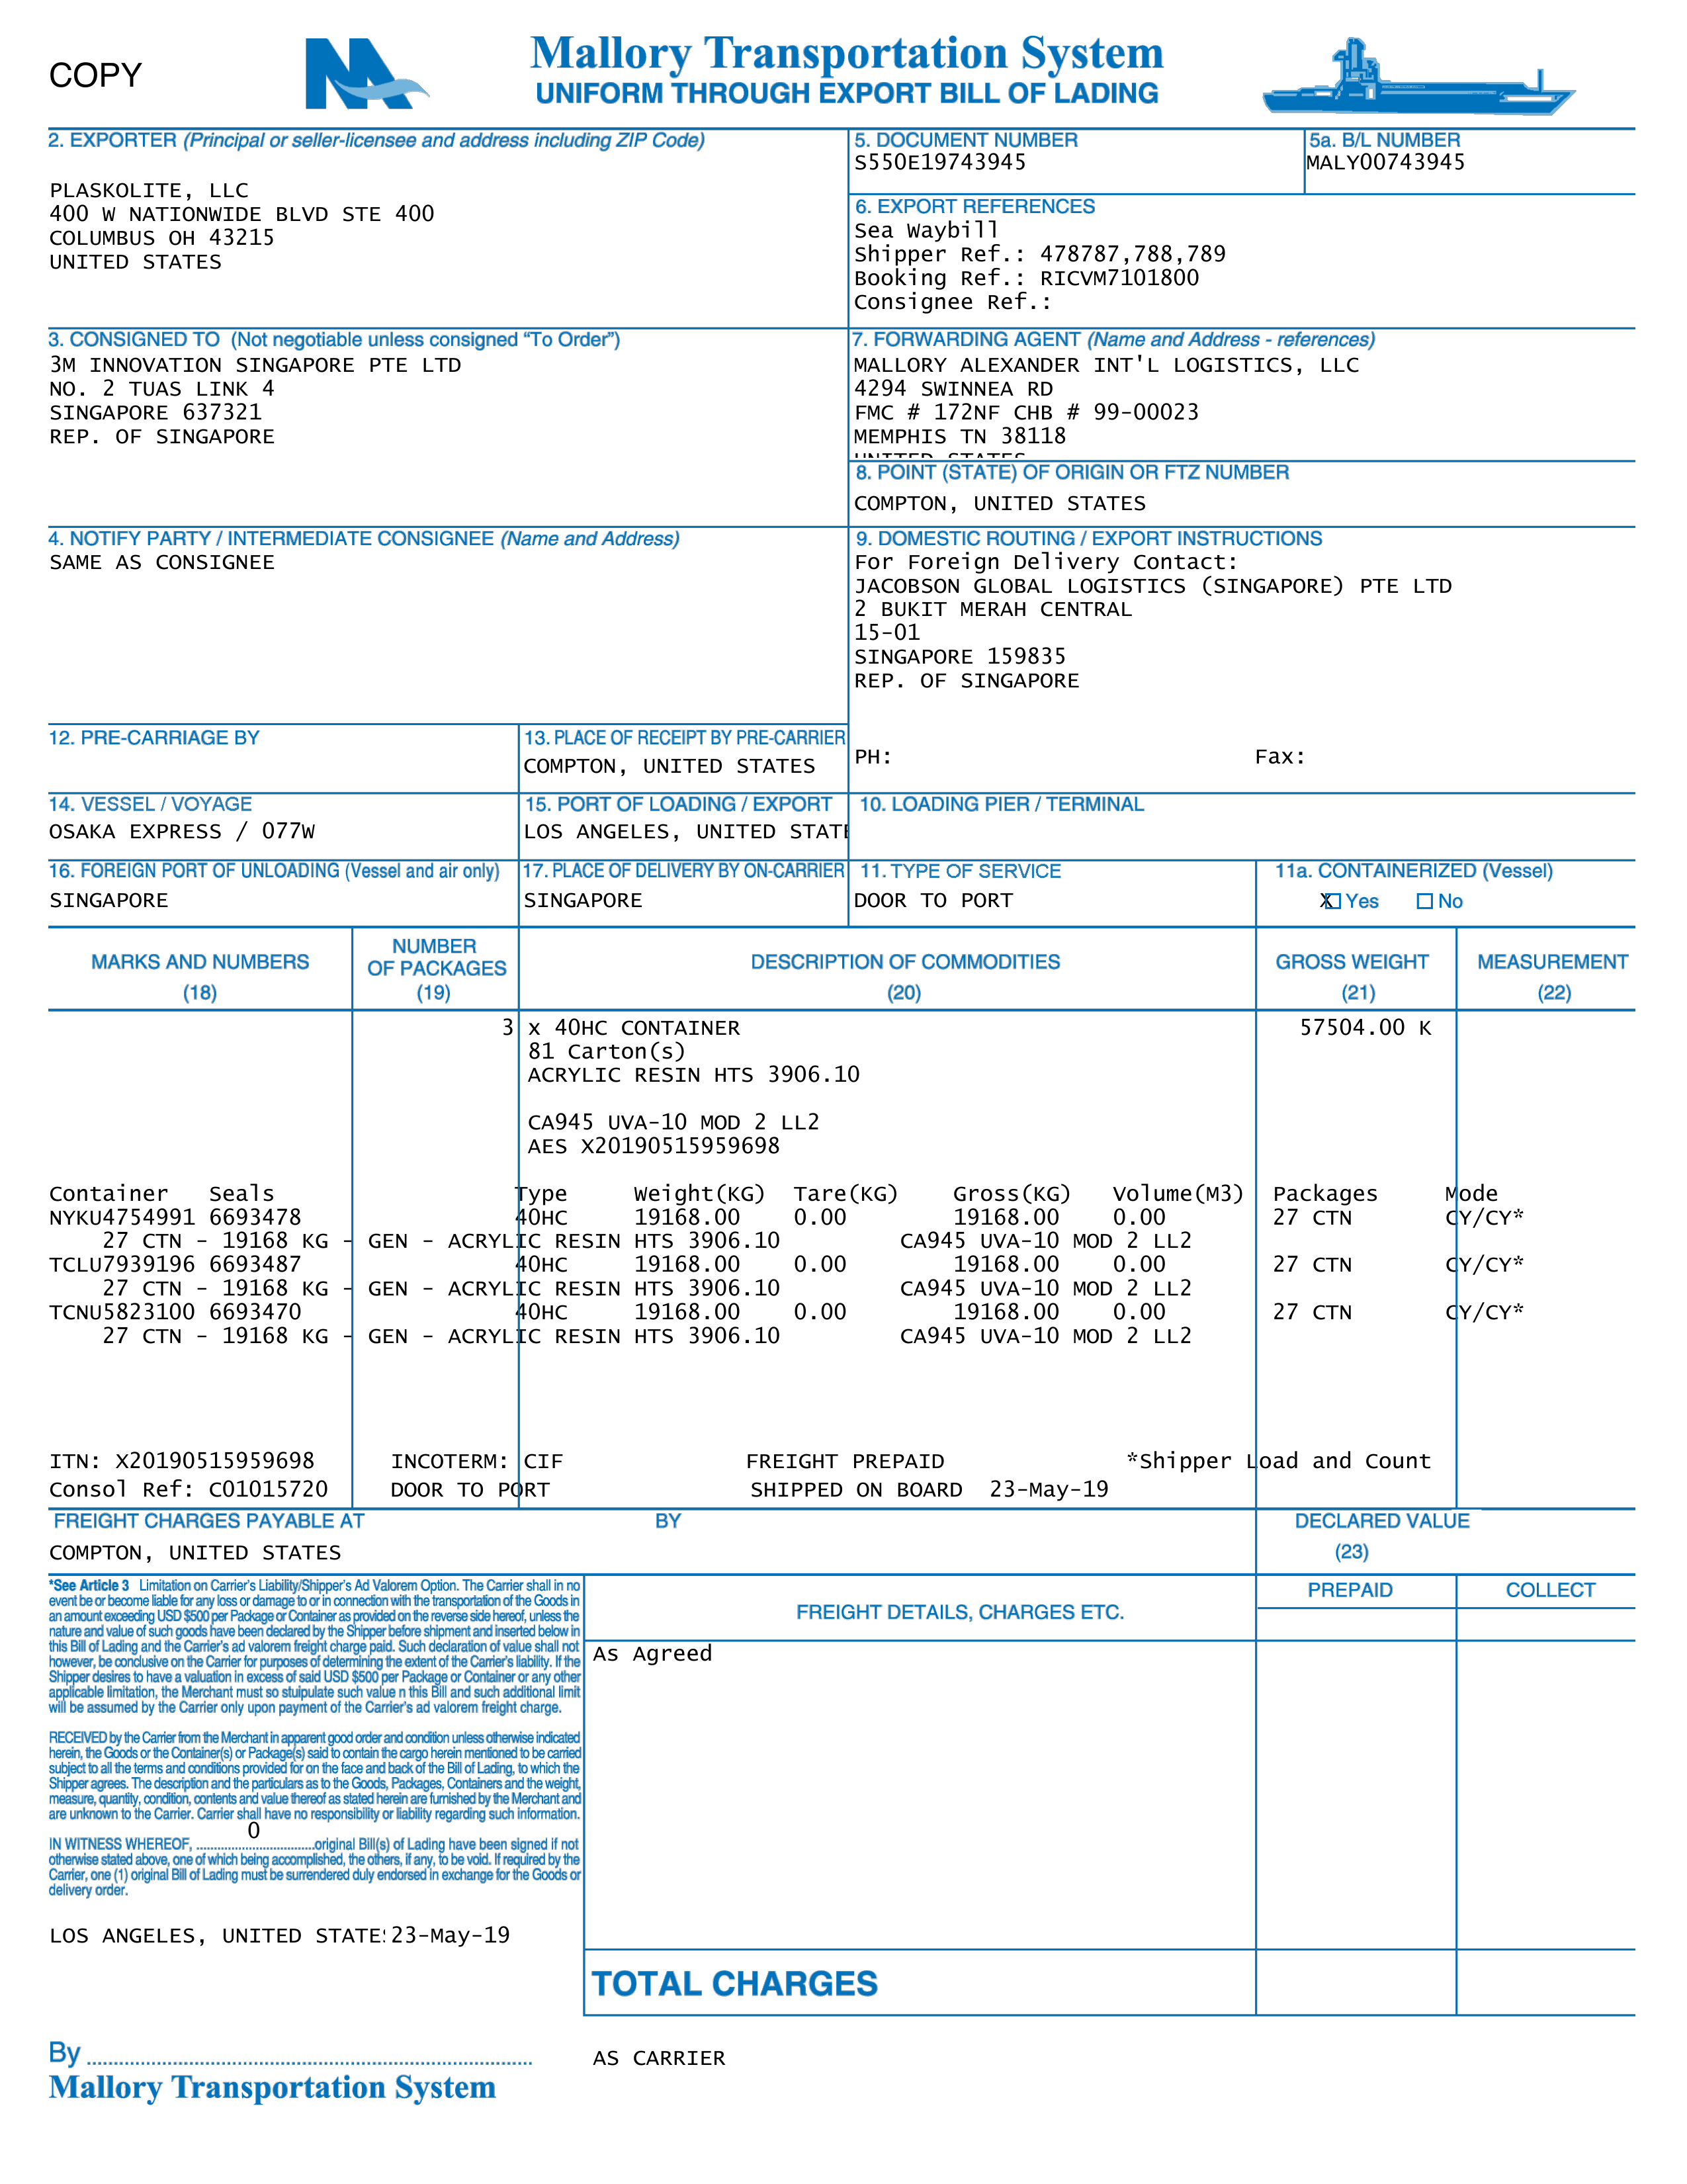 COPY
Mallory Transportation System
UNIFORM THROUGH EXPORT BILL OF LADING
2. EXPORTER (Principal or seller-licensee and address including ZIP Code)
PLASKOLITE, LLC
400 W NATIONWIDE BLVD STE 400
COLUMBUS OH 43215
UNITED STATES
5. DOCUMENT NUMBER
S550E19743945
5a. B/L NUMBER
MALY00743945
6. EXPORT REFERENCES
Sea Waybill
Shipper Ref.: 478787,788,789
Booking Ref.: RICVM7101800
Consignee Ref.:
3. CONSIGNED TO (Not negotiable unless consigned “To Order”)
3M INNOVATION SINGAPORE PTE LTD
NO. 2 TUAS LINK 4
SINGAPORE 637321
REP. OF SINGAPORE
7. FORWARDING AGENT (Name and Address - references)
MALLORY ALEXANDER INT'L LOGISTICS, LLC
4294 SWINNEA RD
FMC # 172NF CHB # 99-00023
MEMPHIS TN 38118
UNITED STATES
8. POINT (STATE) OF ORIGIN OR FTZ NUMBER
COMPTON, UNITED STATES
4. NOTIFY PARTY / INTERMEDIATE CONSIGNEE (Name and Address)
SAME AS CONSIGNEE
9. DOMESTIC ROUTING / EXPORT INSTRUCTIONS
For Foreign Delivery Contact:
JACOBSON GLOBAL LOGISTICS (SINGAPORE) PTE LTD
2 BUKIT MERAH CENTRAL
15-01
SINGAPORE 159835
REP. OF SINGAPORE
PH: Fax:
12. PRE-CARRIAGE BY
13. PLACE OF RECEIPT BY PRE-CARRIER
COMPTON, UNITED STATES
14. VESSEL / VOYAGE
OSAKA EXPRESS / 077W
15. PORT OF LOADING / EXPORT
LOS ANGELES, UNITED STATE
10. LOADING PIER / TERMINAL
16. FOREIGN PORT OF UNLOADING (Vessel and air only)
SINGAPORE
17. PLACE OF DELIVERY BY ON-CARRIER
SINGAPORE
11. TYPE OF SERVICE
DOOR TO PORT
11a. CONTAINERIZED (Vessel)
X Yes No
MARKS AND NUMBERS
(18)
NUMBER
OF PACKAGES
(19)
DESCRIPTION OF COMMODITIES
(20)
GROSS WEIGHT
(21)
MEASUREMENT
(22)
3 x 40HC CONTAINER 57504.00 K
81 Carton(s)
ACRYLIC RESIN HTS 3906.10
CA945 UVA-10 MOD 2 LL2
AES X20190515959698
Container Seals Type Weight(KG) Tare(KG) Gross(KG) Volume(M3) Packages Mode
NYKU4754991 6693478 40HC 19168.00 0.00 19168.00 0.00 27 CTN CY/CY*
27 CTN - 19168 KG - GEN - ACRYLIC RESIN HTS 3906.10 CA945 UVA-10 MOD 2 LL2
TCLU7939196 6693487 40HC 19168.00 0.00 19168.00 0.00 27 CTN CY/CY*
27 CTN - 19168 KG - GEN - ACRYLIC RESIN HTS 3906.10 CA945 UVA-10 MOD 2 LL2
TCNU5823100 6693470 40HC 19168.00 0.00 19168.00 0.00 27 CTN CY/CY*
27 CTN - 19168 KG - GEN - ACRYLIC RESIN HTS 3906.10 CA945 UVA-10 MOD 2 LL2
ITN: X20190515959698 INCOTERM: CIF FREIGHT PREPAID *Shipper Load and Count
Consol Ref: C01015720 DOOR TO PORT SHIPPED ON BOARD 23-May-19
FREIGHT CHARGES PAYABLE AT BY
COMPTON, UNITED STATES
DECLARED VALUE
(23)
*See Article 3 Limitation on Carrier's Liability/Shipper's Ad Valorem Option. The Carrier shall in no
event be or become liable for any loss or damage to or in connection with the transportation of the Goods in
an amount exceeding USD $500 per Package or Container as provided on the reverse side hereof, unless the
nature and value of such goods have been declared by the Shipper before shipment and inserted below in
this Bill of Lading and the Carrier's ad valorem freight charge paid. Such declaration of value shall not
however, be conclusive on the Carrier for purposes of determining the extent of the Carrier's liability. If the
Shipper desires to have a valuation in excess of said USD $500 per Package or Container or any other
applicable limitation, the Merchant must so stuipulate such value n this Bill and such additional limit
will be assumed by the Carrier only upon payment of the Carrier's ad valorem freight charge.
RECEIVED by the Carrier from the Merchant in apparent good order and condition unless otherwise indicated
herein, the Goods or the Container(s) or Package(s) said to contain the cargo herein mentioned to be carried
subject to all the terms and conditions provided for on the face and back of the Bill of Lading, to which the
Shipper agrees. The description and the particulars as to the Goods, Packages, Containers and the weight,
measure, quantity, condition, contents and value thereof as stated herein are furnished by the Merchant and
are unknown to the Carrier. Carrier shall have no responsibility or liability regarding such information.
0
IN WITNESS WHEREOF, ..................................original Bill(s) of Lading have been signed if not
otherwise stated above, one of which being accomplished, the others, if any, to be void. If required by the
Carrier, one (1) original Bill of Lading must be surrendered duly endorsed in exchange for the Goods or
delivery order.
LOS ANGELES, UNITED STATES 23-May-19
FREIGHT DETAILS, CHARGES ETC.
PREPAID
COLLECT
As Agreed
TOTAL CHARGES
By
Mallory Transportation System
AS CARRIER